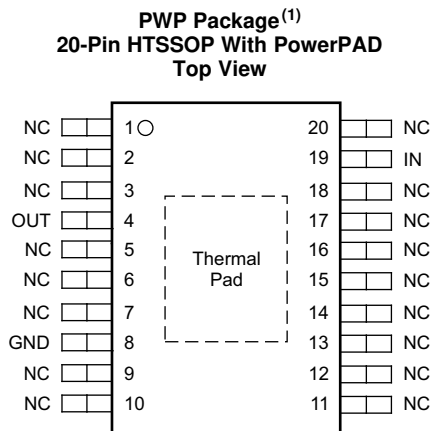 PWP Package(1)
20-Pin HTSSOP With PowerPAD
Top View
NC 1 20 NC
NC 2 19 IN
NC 3 18 NC
OUT 4 17 NC
NC 5 16 NC
NC 6 15 NC
NC 7 14 NC
GND 8 13 NC
NC 9 12 NC
NC 10 11 NC
Thermal
Pad